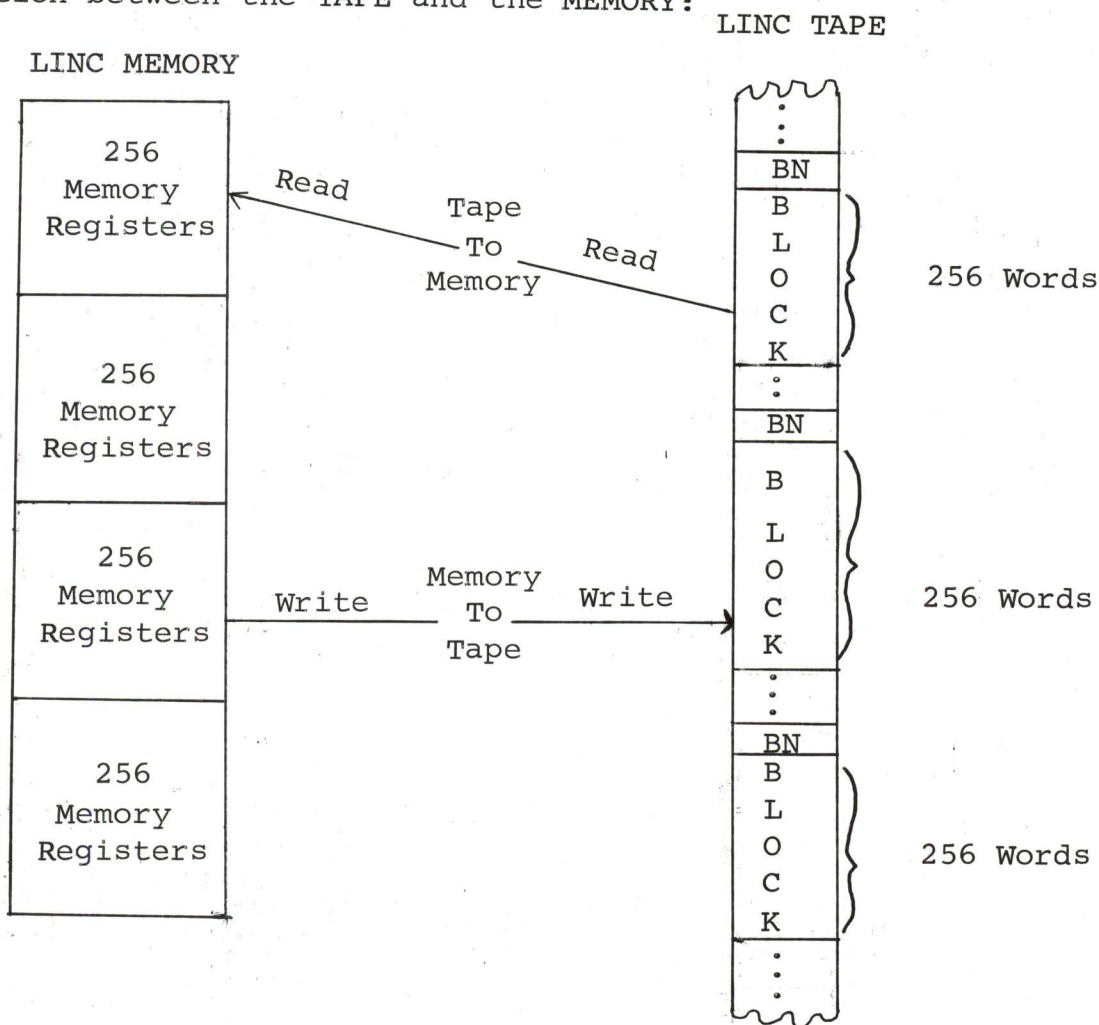 between the TAPE and the MEMORY:
LINC TAPE
LINC MEMORY
256
Memory
Registers
256
Memory
Registers
256
Memory
Registers
256
Memory
Registers
Read
Tape
To
Memory
Read
Write
Memory
To
Tape
Write
BN
B
L
O
C
K
256 Words
BN
B
L
O
C
K
256 Words
BN
B
L
O
C
K
256 Words